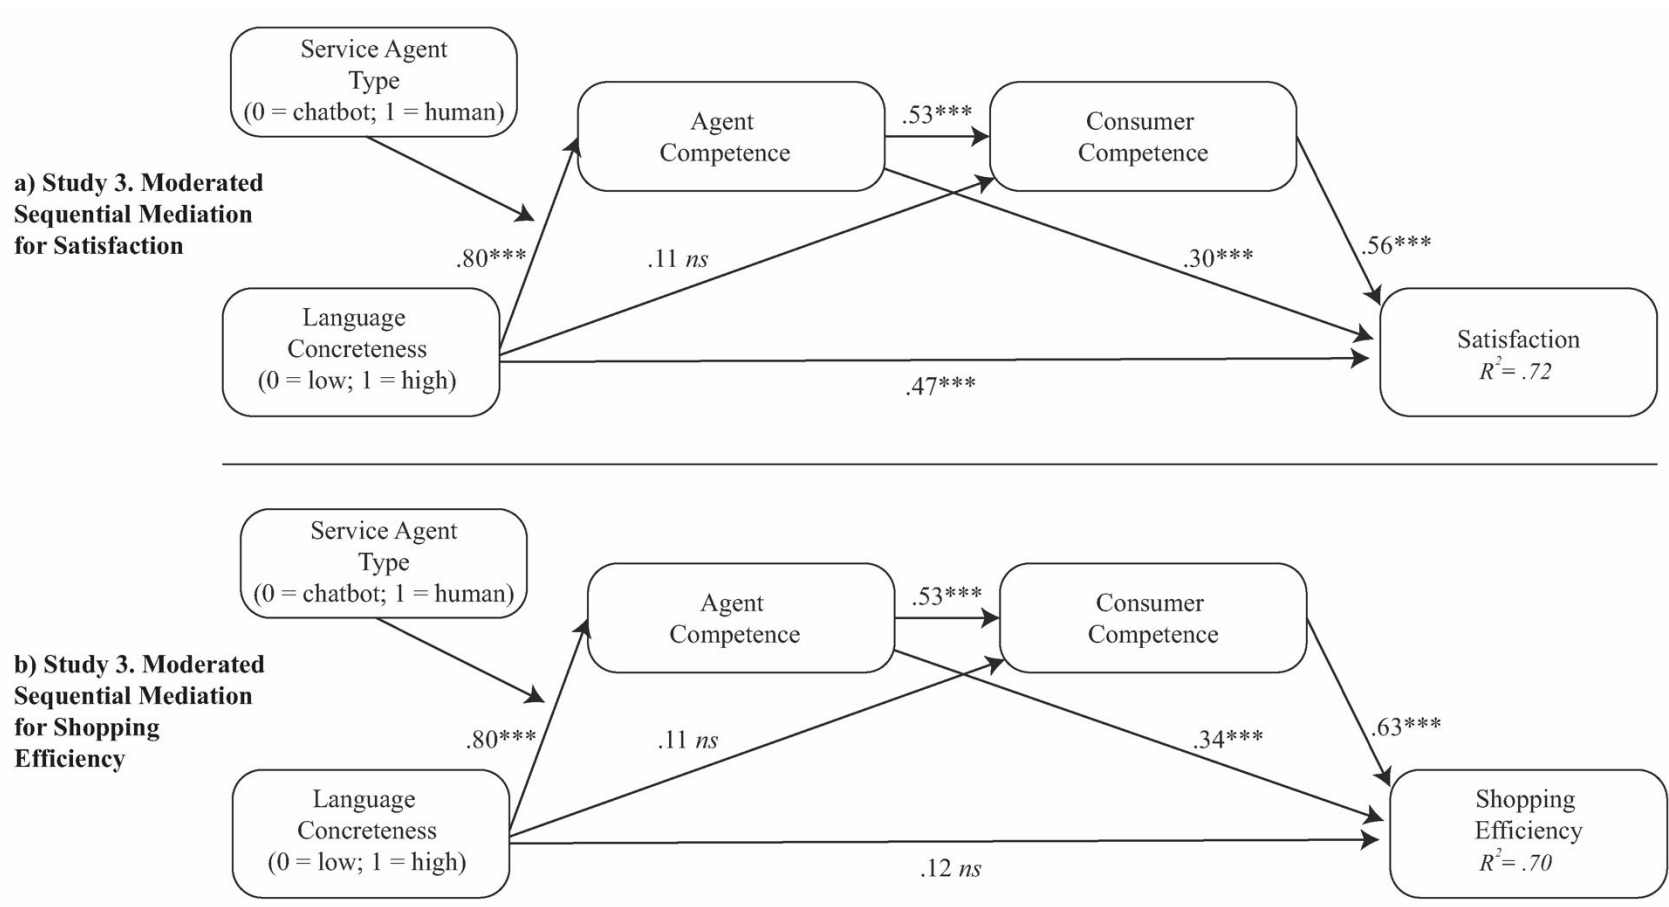 Service Agent
Type
(0 = chatbot; 1 = human)
Agent
Competence
.53***
Consumer
Competence
a) Study 3. Moderated
Sequential Mediation
for Satisfaction
.80***
.11 ns
.30***
.56***
Language
Concreteness
(0 = low; 1 = high)
.47***
Satisfaction
R²= .72
Service Agent
Type
(0 = chatbot; 1 = human)
Agent
Competence
.53***
Consumer
Competence
b) Study 3. Moderated
Sequential Mediation
for Shopping
Efficiency
.80***
.11 ns
.34***
.63***
Language
Concreteness
(0 = low; 1 = high)
.12 ns
Shopping
Efficiency
R²= .70